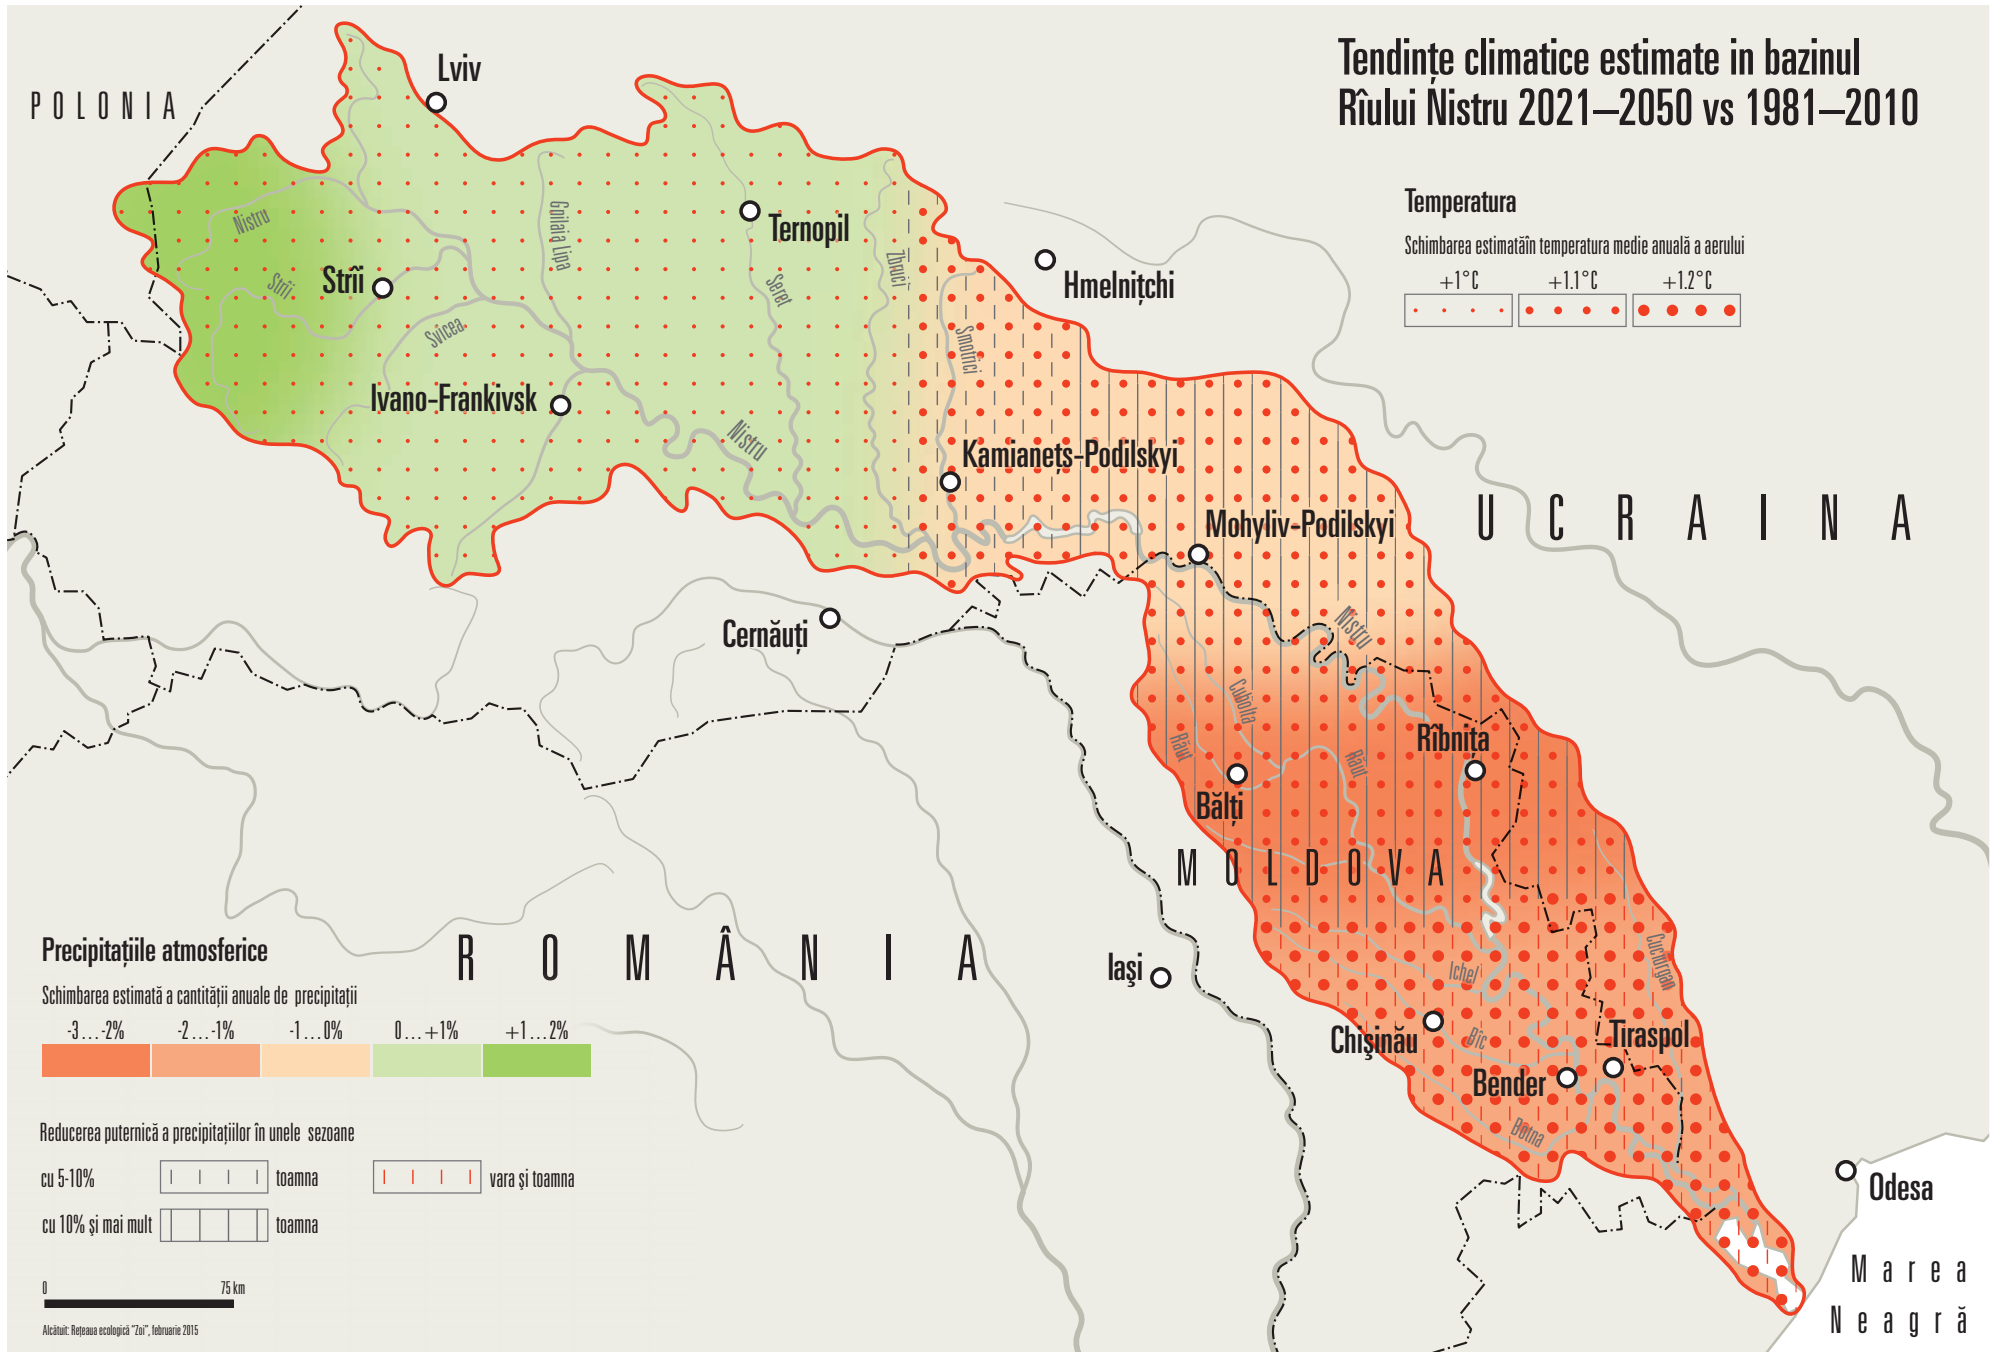 Tendințe climatice estimate in bazinul
Rîului Nistru 2021–2050 vs 1981–2010
Temperatura
Schimbarea estimatăîn temperatura medie anuală a aerului
+1°C
+1.1°C
+1.2°C
POLONIA
Lviv
Nistru
Strîi
Strîi
Svicea
Gnilaia Lipa
Ternopil
Seret
Zbruci
Smotrici
Hmelnițchi
Ivano-Frankivsk
Nistru
Kamianeţs-Podilskyi
Mohyliv-Podilskyi
UCRAINA
Cernăuți
Nistru
Cubolta
Răut
Răut
Rîbnița
Bălți
MOLDOVA
ROMÂNIA
Iași
Ichel
Cuciurgan
Chișinău
Bîc
Tiraspol
Bender
Botna
Odesa
Marea
Neagră
Precipitațiile atmosferice
Schimbarea estimată a cantității anuale de precipitații
-3...-2%
-2...-1%
-1...0%
0...+1%
+1...2%
Reducerea puternică a precipitațiilor în unele sezoane
cu 5-10% toamna vara și toamna
cu 10% și mai mult toamna
0 75 km
Alcătuit: Rețeaua ecologică "Zoi", februarie 2015